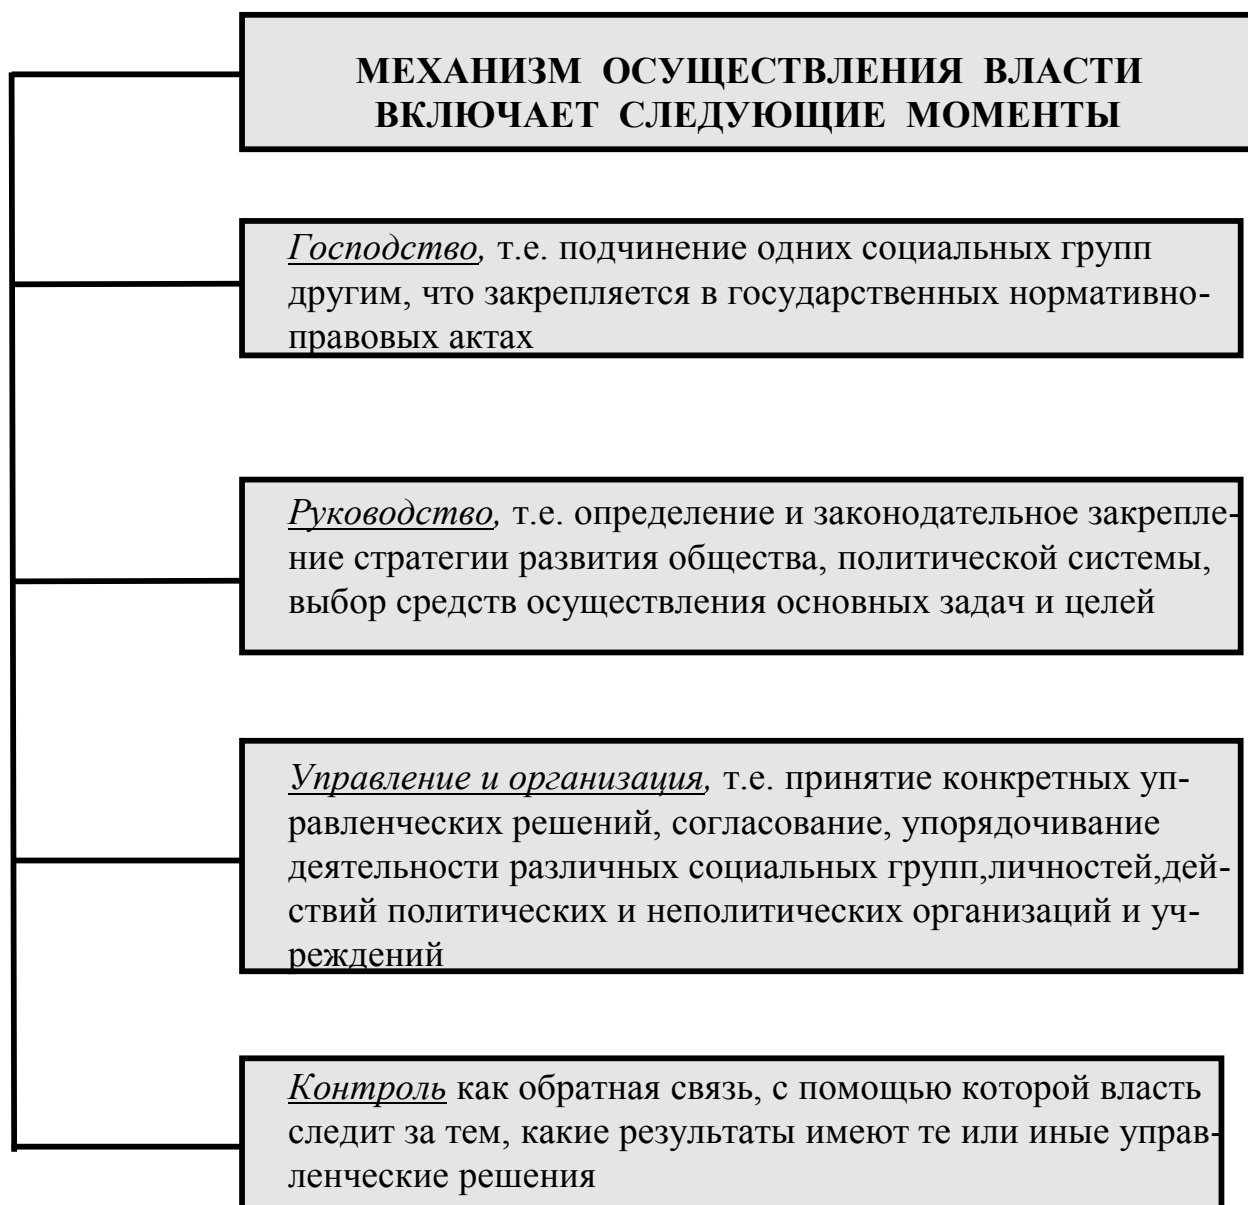 МЕХАНИЗМ ОСУЩЕСТВЛЕНИЯ ВЛАСТИ
ВКЛЮЧАЕТ СЛЕДУЮЩИЕ МОМЕНТЫ
Господство, т.е. подчинение одних социальных групп
другим, что закрепляется в государственных нормативно-
правовых актах
Руководство, т.е. определение и законодательное закрепле-
ние стратегии развития общества, политической системы,
выбор средств осуществления основных задач и целей
Управление и организация, т.е. принятие конкретных уп-
равленческих решений, согласование, упорядочивание
деятельности различных социальных групп,личностей,дей-
ствий политических и неполитических организаций и уч-
реждений
Контроль как обратная связь, с помощью которой власть
следит за тем, какие результаты имеют те или иные управ-
ленческие решения